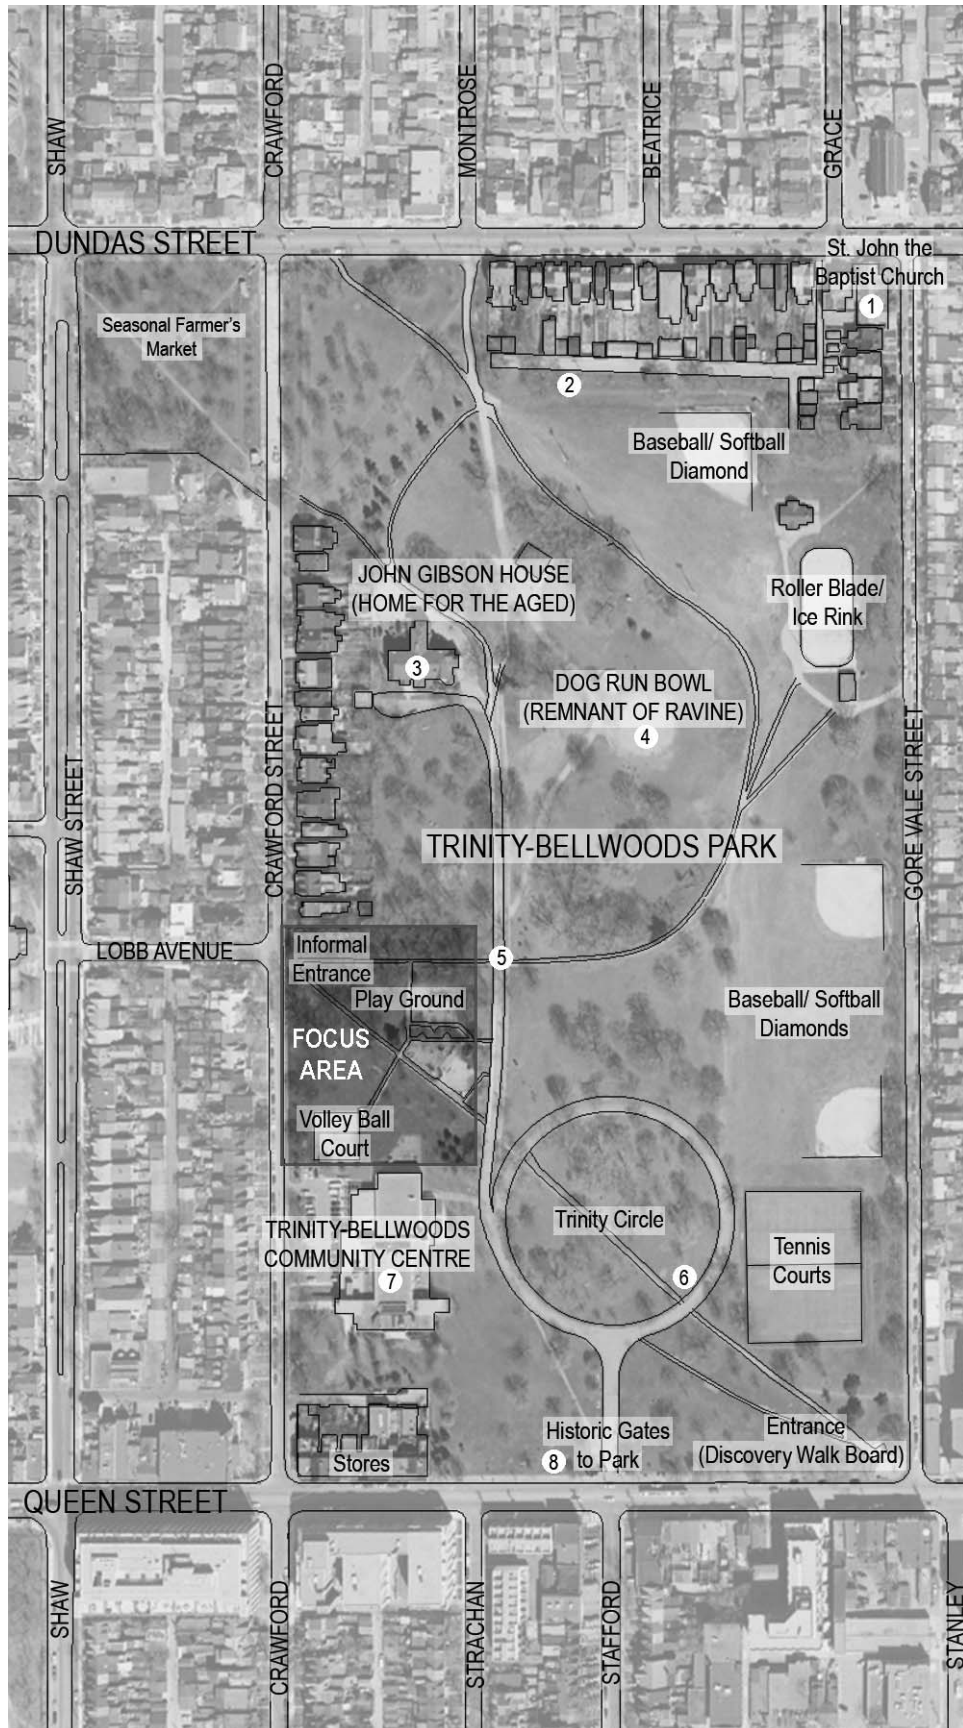 SHAW
CRAWFORD
MONTROSE
BEATRICE
GRACE
DUNDAS STREET
St. John the
Baptist Church
1
Seasonal Farmer's
Market
2
Baseball/ Softball
Diamond
JOHN GIBSON HOUSE
(HOME FOR THE AGED)
3
Roller Blade/
Ice Rink
DOG RUN BOWL
(REMNANT OF RAVINE)
4
SHAW STREET
CRAWFORD STREET
GORE VALE STREET
TRINITY-BELLWOODS PARK
LOBB AVENUE
Informal
Entrance
5
Play Ground
FOCUS
AREA
Volley Ball
Court
Baseball/ Softball
Diamonds
TRINITY-BELLWOODS
COMMUNITY CENTRE
7
Trinity Circle
6
Tennis
Courts
Stores
Historic Gates
8 to Park
Entrance
(Discovery Walk Board)
QUEEN STREET
SHAW
CRAWFORD
STRACHAN
STAFFORD
STANLEY